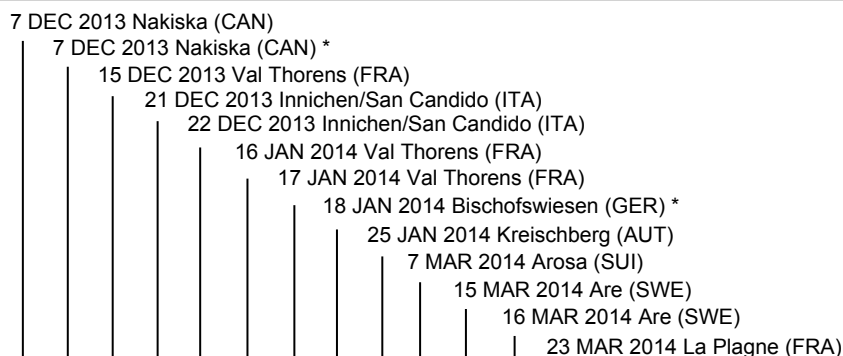 7 DEC 2013 Nakiska (CAN)
7 DEC 2013 Nakiska (CAN) *
15 DEC 2013 Val Thorens (FRA)
21 DEC 2013 Innichen/San Candido (ITA)
22 DEC 2013 Innichen/San Candido (ITA)
16 JAN 2014 Val Thorens (FRA)
17 JAN 2014 Val Thorens (FRA)
18 JAN 2014 Bischofswiesen (GER) *
25 JAN 2014 Kreischberg (AUT)
7 MAR 2014 Arosa (SUI)
15 MAR 2014 Are (SWE)
16 MAR 2014 Are (SWE)
23 MAR 2014 La Plagne (FRA)